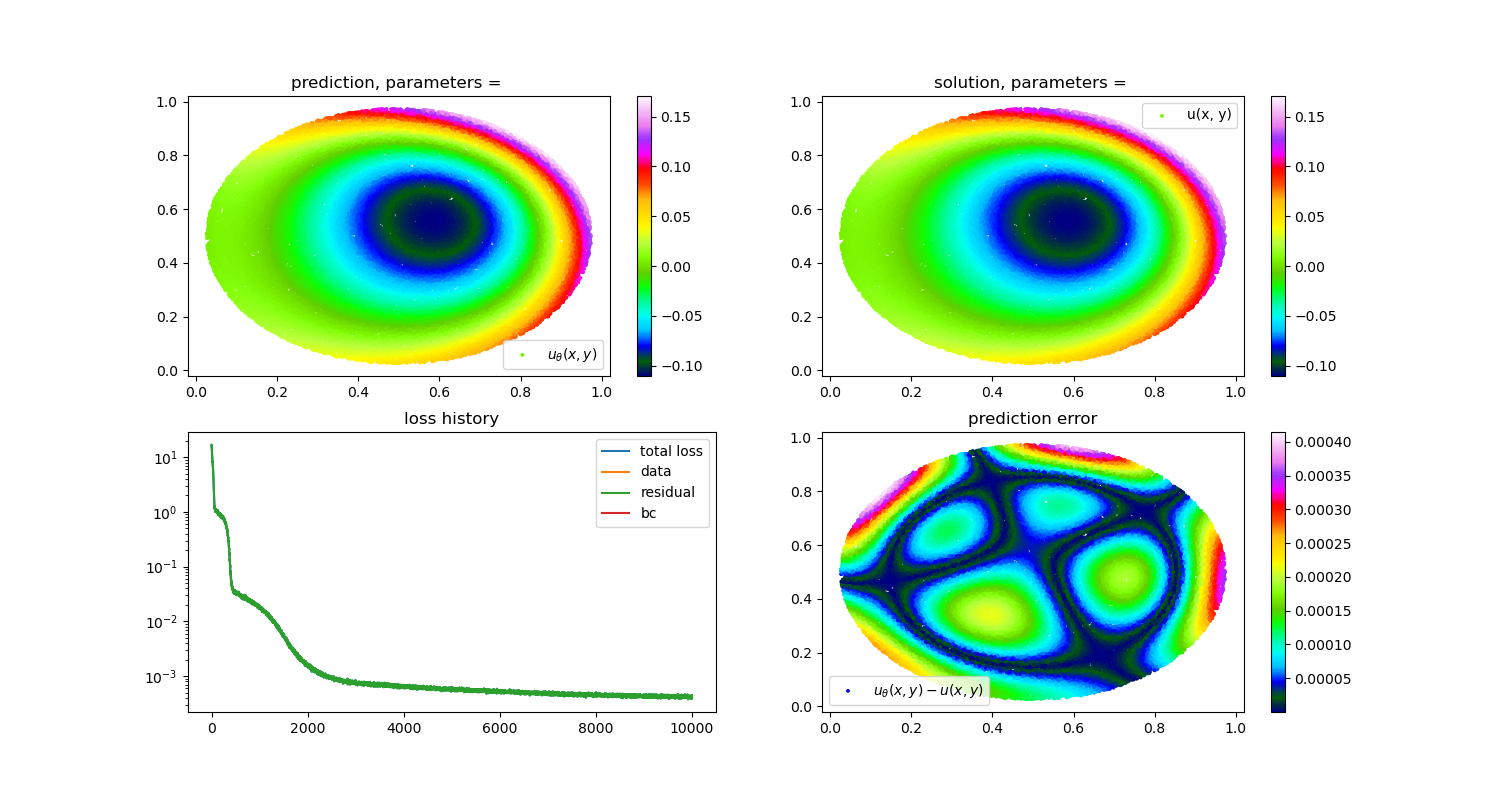 prediction, parameters =
1.0
0.8
0.6
0.4
0.2
0.0
0.0 0.2 0.4 0.6 0.8 1.0
u_θ(x, y)
0.15
0.10
0.05
0.00
−0.05
−0.10
solution, parameters =
1.0
0.8
0.6
0.4
0.2
0.0
0.0 0.2 0.4 0.6 0.8 1.0
u(x, y)
0.15
0.10
0.05
0.00
−0.05
−0.10
loss history
10^1
10^0
10^−1
10^−2
10^−3
0 2000 4000 6000 8000 10000
total loss
data
residual
bc
prediction error
1.0
0.8
0.6
0.4
0.2
0.0
0.0 0.2 0.4 0.6 0.8 1.0
u_θ(x, y) − u(x, y)
0.00040
0.00035
0.00030
0.00025
0.00020
0.00015
0.00010
0.00005